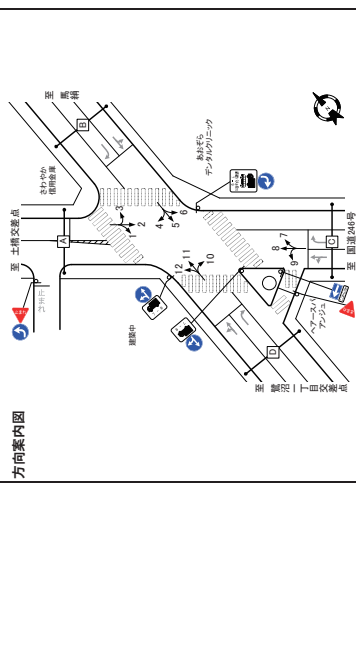 方向案内図
至 土橋交差点
至 馬絹
さわやか
信用金庫
A
B
3
2
1
4
5
6
あおぞら
デンタルクリニック
建築中
12
11
10
7
8
9
C
D
至 国道246号
ヘアースパ
アンジュ
至 鷺沼一丁目交差点